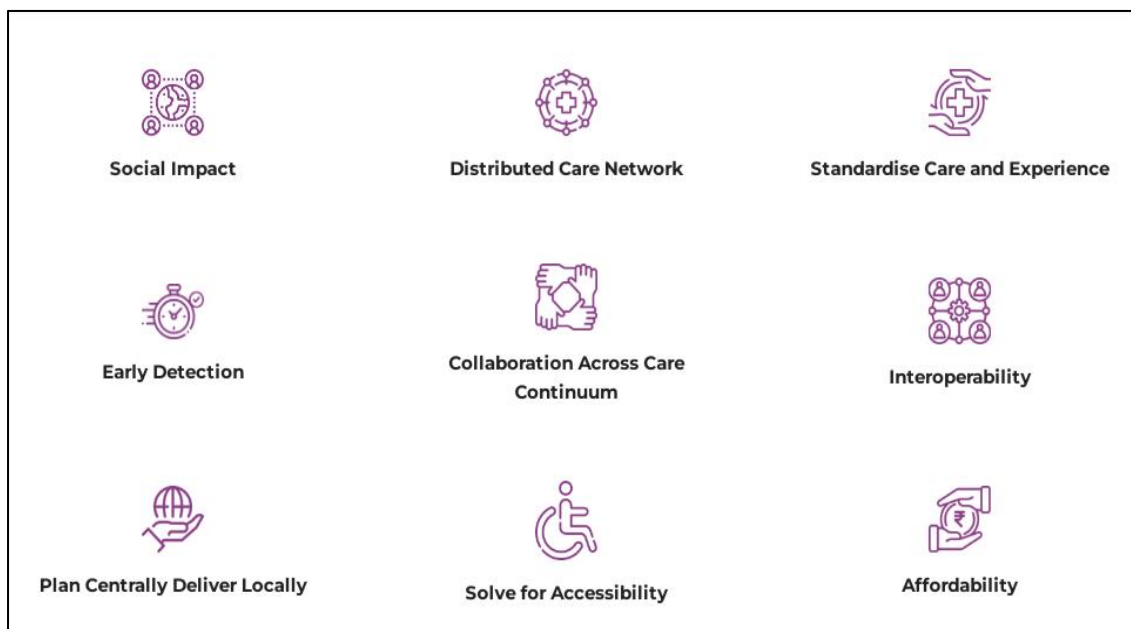 Social Impact
Distributed Care Network
Standardise Care and Experience
Early Detection
Collaboration Across Care
Continuum
Interoperability
Plan Centrally Deliver Locally
Solve for Accessibility
₹
Affordability